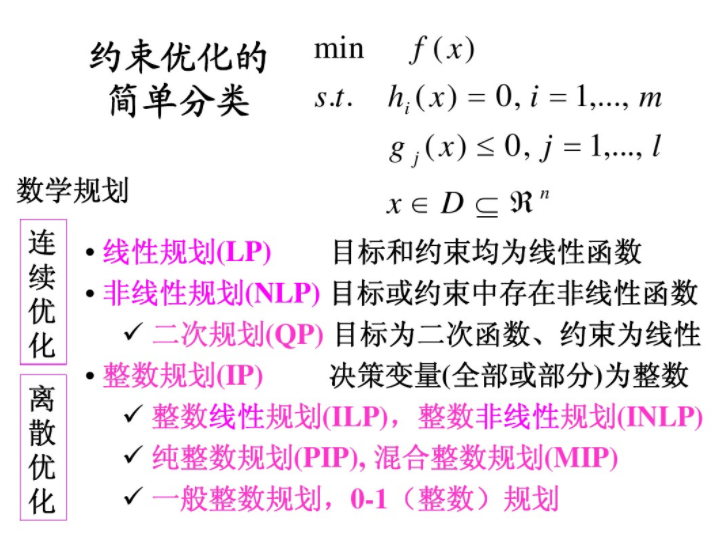 约束优化的
简单分类
min f(x)
s.t. h_i(x) = 0, i = 1,..., m
g_j(x) ≤ 0, j = 1,..., l
x ∈ D ⊆ ℜ^n
数学规划
连续优化
• 线性规划(LP) 目标和约束均为线性函数
• 非线性规划(NLP) 目标或约束中存在非线性函数
✓ 二次规划(QP) 目标为二次函数、约束为线性
离散优化
• 整数规划(IP) 决策变量(全部或部分)为整数
✓ 整数线性规划(ILP)，整数非线性规划(INLP)
✓ 纯整数规划(PIP), 混合整数规划(MIP)
✓ 一般整数规划，0-1（整数）规划